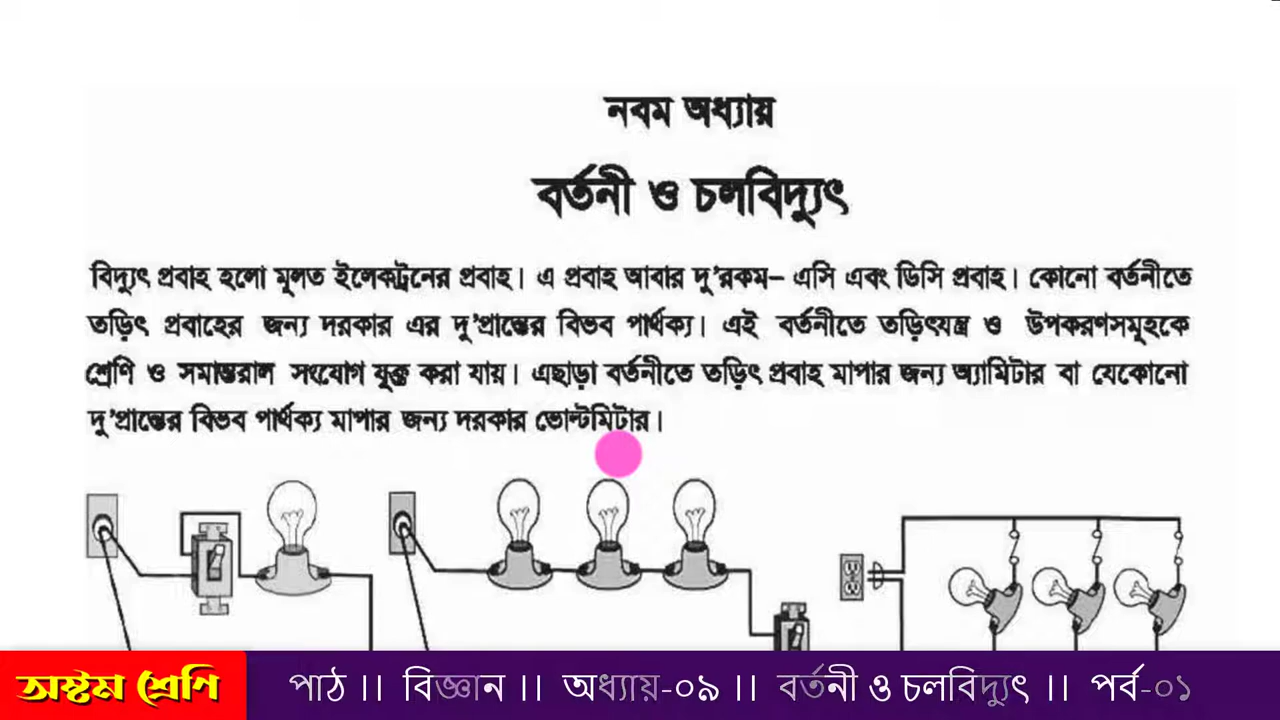 নবম অধ্যায়
বর্তনী ও চলবিদ্যুৎ
বিদ্যুৎ প্রবাহ হলো মূলত ইলেকট্রনের প্রবাহ। এ প্রবাহ আবার দু'রকম– এসি এবং ডিসি প্রবাহ। কোনো বর্তনীতে
তড়িৎ প্রবাহের জন্য দরকার এর দু'প্রান্তের বিভব পার্থক্য। এই বর্তনীতে তড়িৎযন্ত্র ও উপকরণসমূহকে
শ্রেণি ও সমান্তরাল সংযোগ যুক্ত করা যায়। এছাড়া বর্তনীতে তড়িৎ প্রবাহ মাপার জন্য অ্যামিটার বা যেকোনো
দু'প্রান্তের বিভব পার্থক্য মাপার জন্য দরকার ভোল্টমিটার।
অষ্টম শ্রেণি
পাঠ ।। বিজ্ঞান ।। অধ্যায়-০৯ ।। বর্তনী ও চলবিদ্যুৎ ।। পর্ব-০১